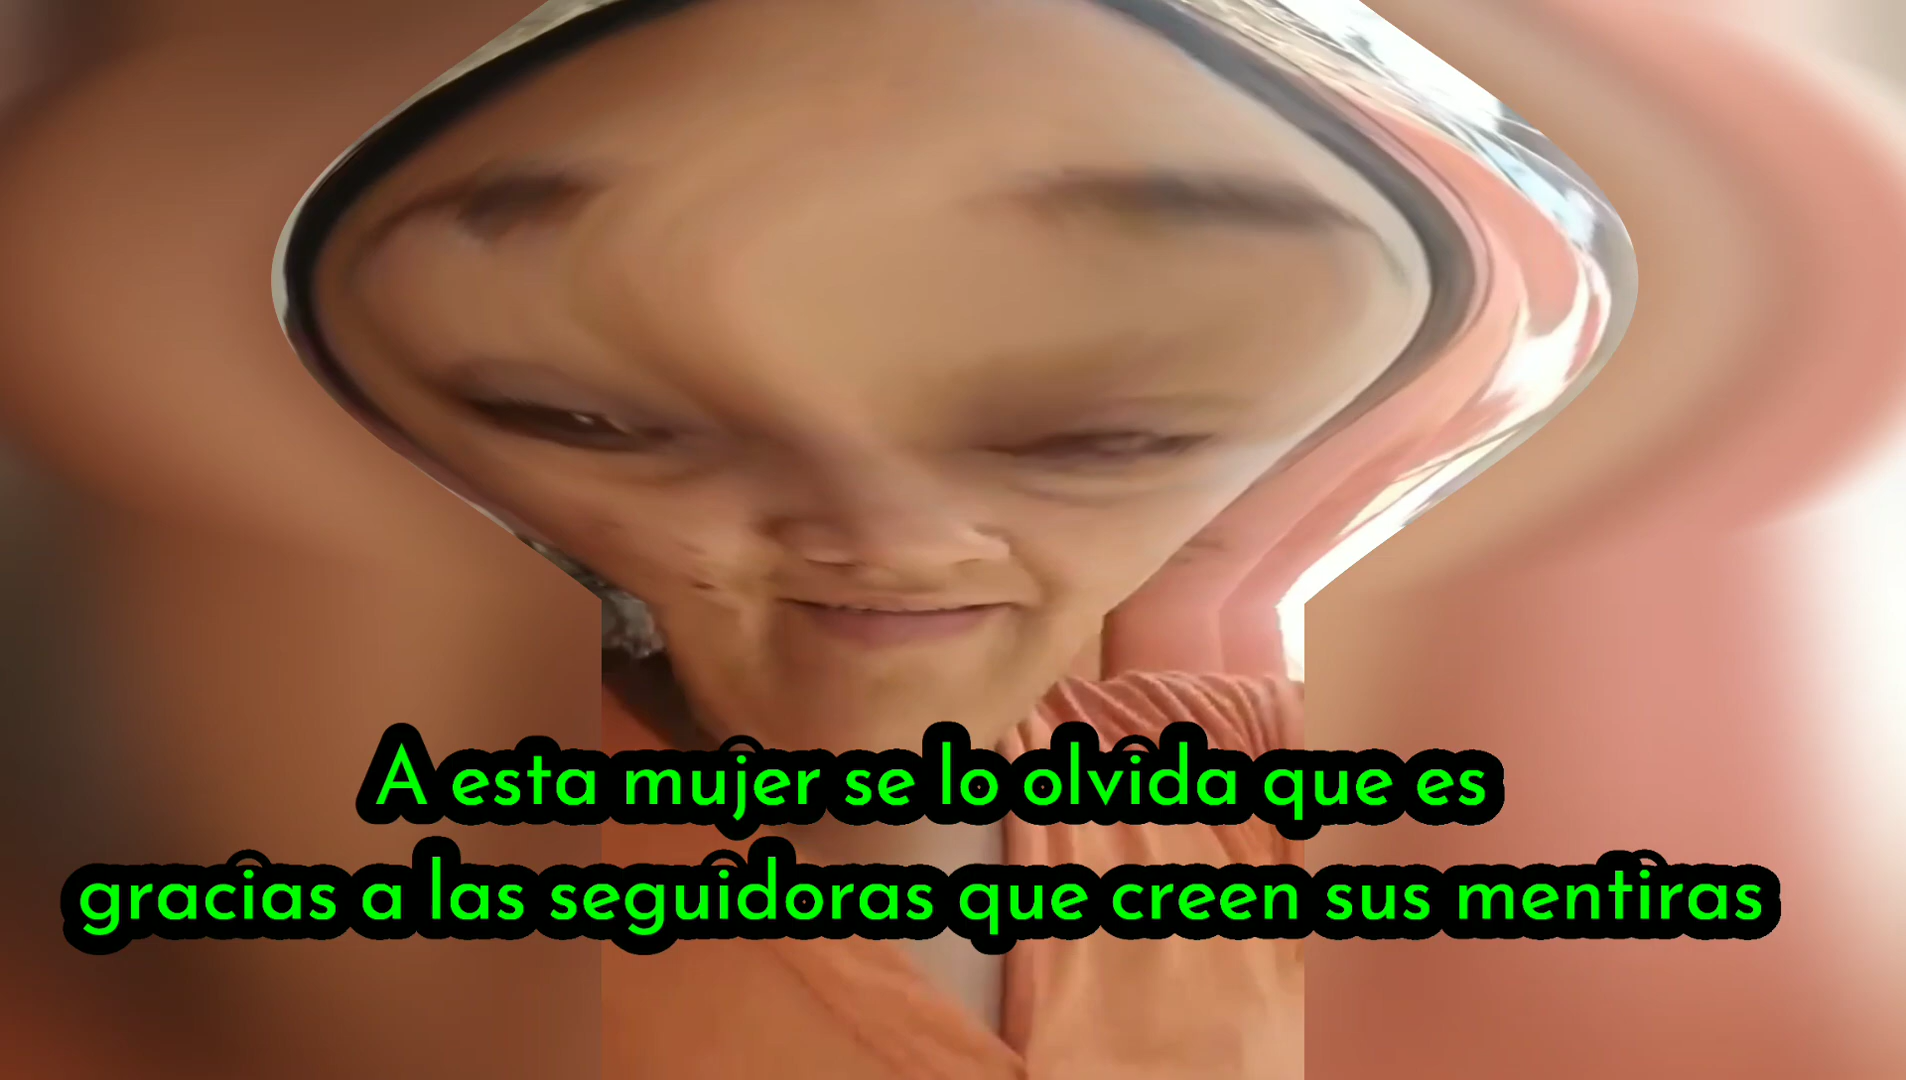 A esta mujer se lo olvida que es
gracias a las seguidoras que creen sus mentiras